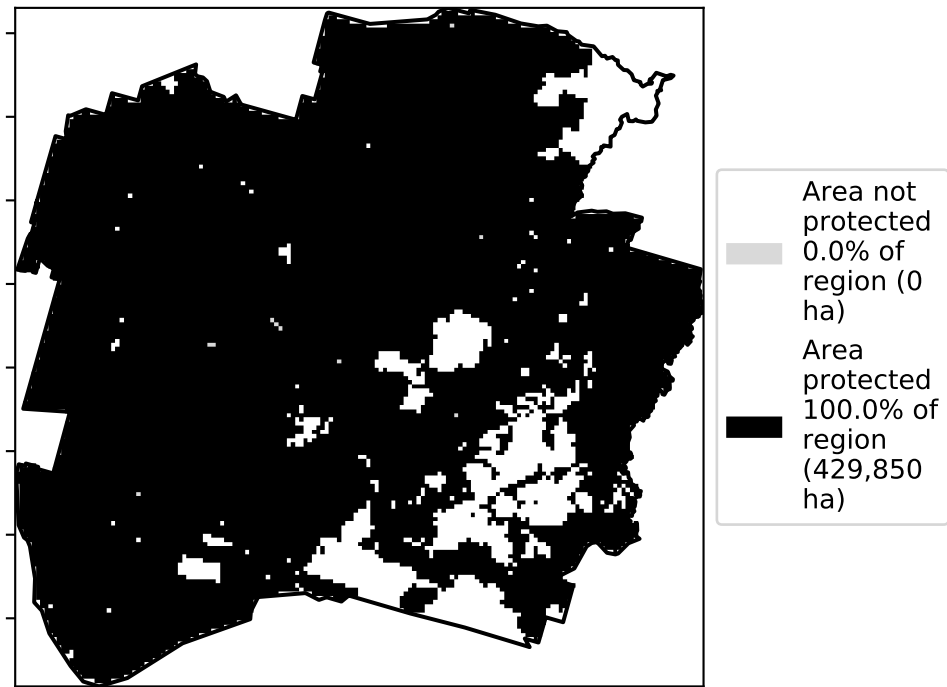 Area not
protected
0.0% of
region (0
ha)
Area
protected
100.0% of
region
(429,850
ha)